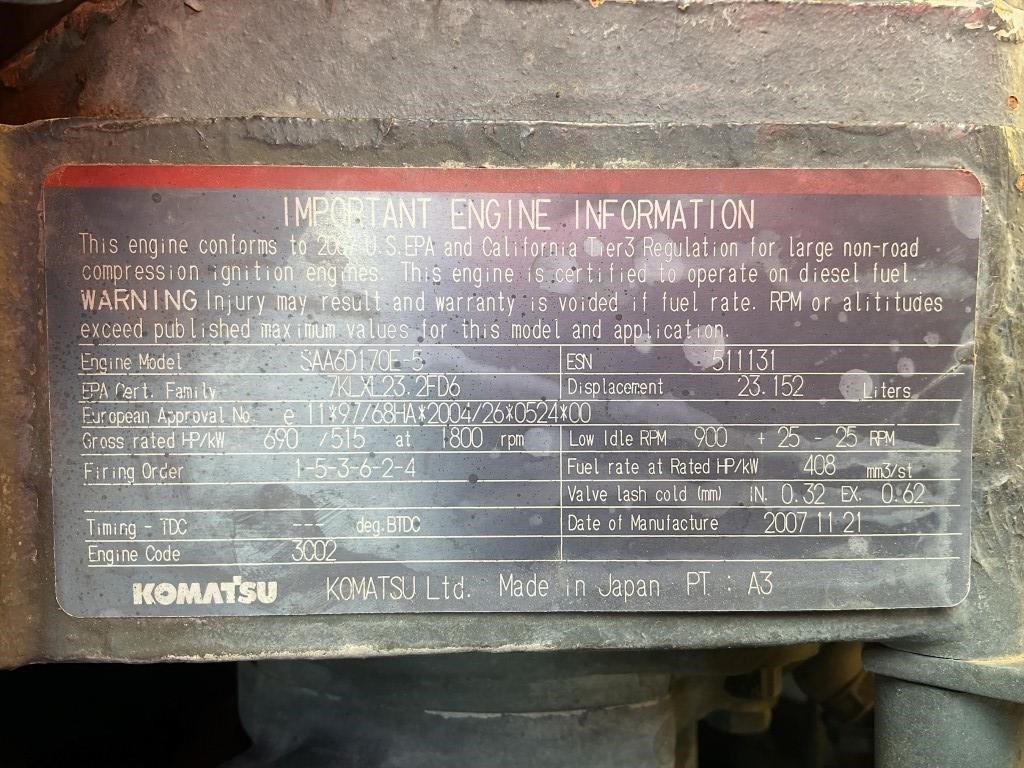 IMPORTANT ENGINE INFORMATION
This engine conforms to 2007 U.S.EPA and California Tier3 Regulation for large non-road
compression ignition engines. This engine is certified to operate on diesel fuel.
WARNING Injury may result and warranty is voided if fuel rate. RPM or alititudes
exceed published maximum values for this model and application.
Engine Model SAA6D170E-5 ESN 511131
EPA Cert. Family 7KLXL23.2FD6 Displacement 23.152 Liters
European Approval No. e 11*97/68HA*2004/26*0524*00
Gross rated HP/kW 690 /515 at 1800 rpm Low Idle RPM 900 + 25 - 25 RPM
Firing Order 1-5-3-6-2-4 Fuel rate at Rated HP/kW 408 mm3/st
Valve lash cold (mm) IN. 0.32 EX. 0.62
Timing - TDC --- deg.BTDC Date of Manufacture 2007 11 21
Engine Code 3002
KOMATSU KOMATSU Ltd. Made in Japan PT : A3